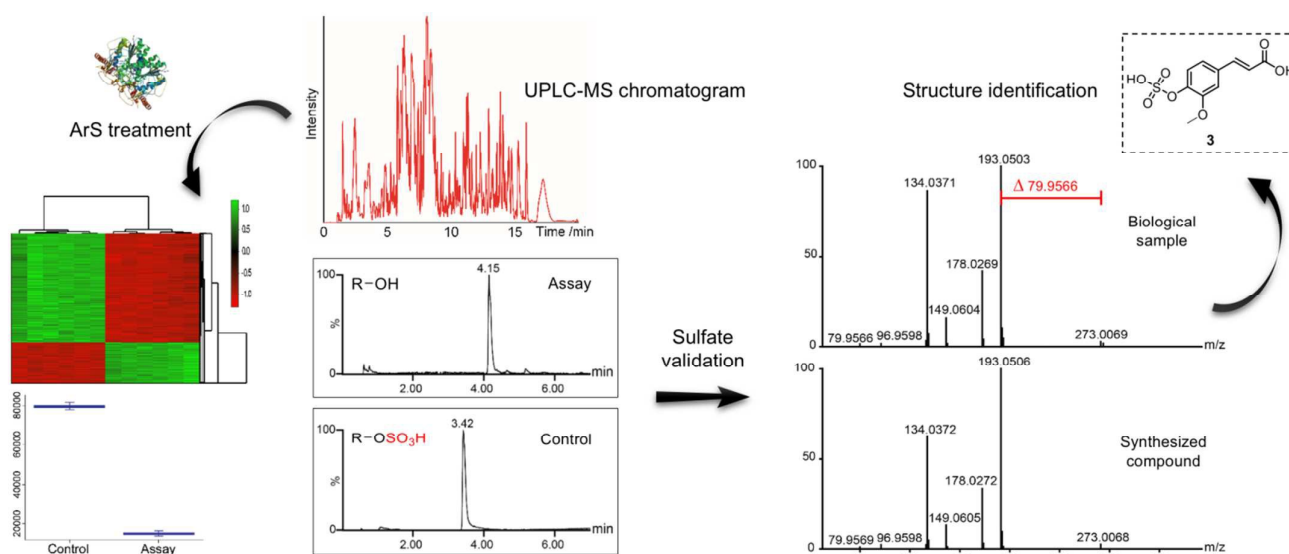 ArS treatment
1.0
0.5
0.0
-0.5
-1.0
80000
60000
40000
20000
Control
Assay
Intensity
UPLC-MS chromatogram
5
10
15
Time /min
100
R-OH
4.15
Assay
%
min
2.00
4.00
6.00
100
R-OSO₃H
3.42
Control
%
min
2.00
4.00
6.00
Sulfate
validation
Structure identification
O
HO
OH
S
O
O
O
O
3
100
193.0503
134.0371
Δ 79.9566
Biological
sample
50
178.0269
149.0604
79.9566
96.9598
273.0069
0
m/z
193.0506
100
134.0372
Synthesized
compound
50
178.0272
149.0605
79.9569
96.9598
273.0068
0
m/z